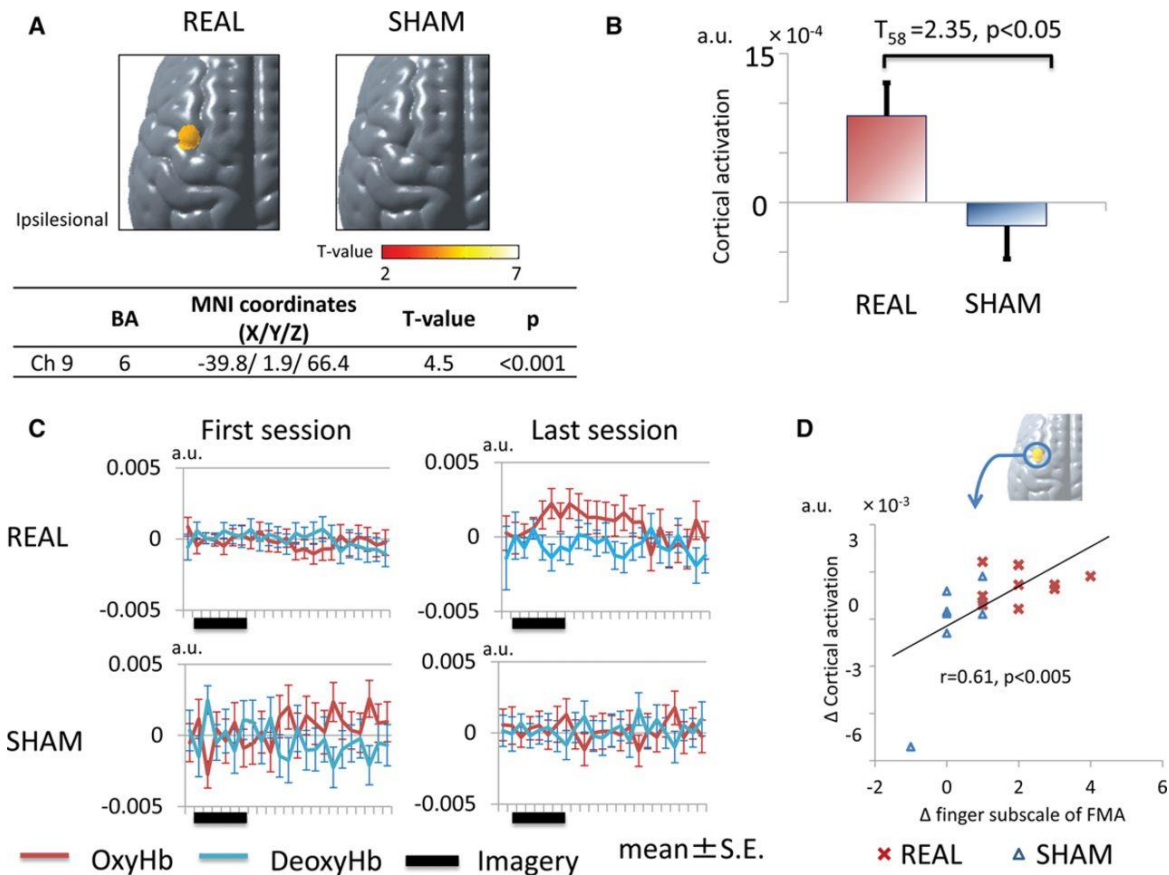 A
REAL SHAM
Ipsilesional
T-value
2 7
BA MNI coordinates (X/Y/Z) T-value p
Ch 9 6 -39.8/ 1.9/ 66.4 4.5 <0.001
B
a.u. ×10⁻⁴
T₅₈=2.35, p<0.05
15
0
Cortical activation
REAL SHAM
C
First session Last session
REAL
a.u.
0.005
0
-0.005
a.u.
0.005
0
-0.005
SHAM
a.u.
0.005
0
-0.005
a.u.
0.005
0
-0.005
OxyHb DeoxyHb Imagery mean±S.E.
D
a.u. ×10⁻³
3
0
-3
-6
Δ Cortical activation
r=0.61, p<0.005
-2 0 2 4 6
Δ finger subscale of FMA
REAL SHAM